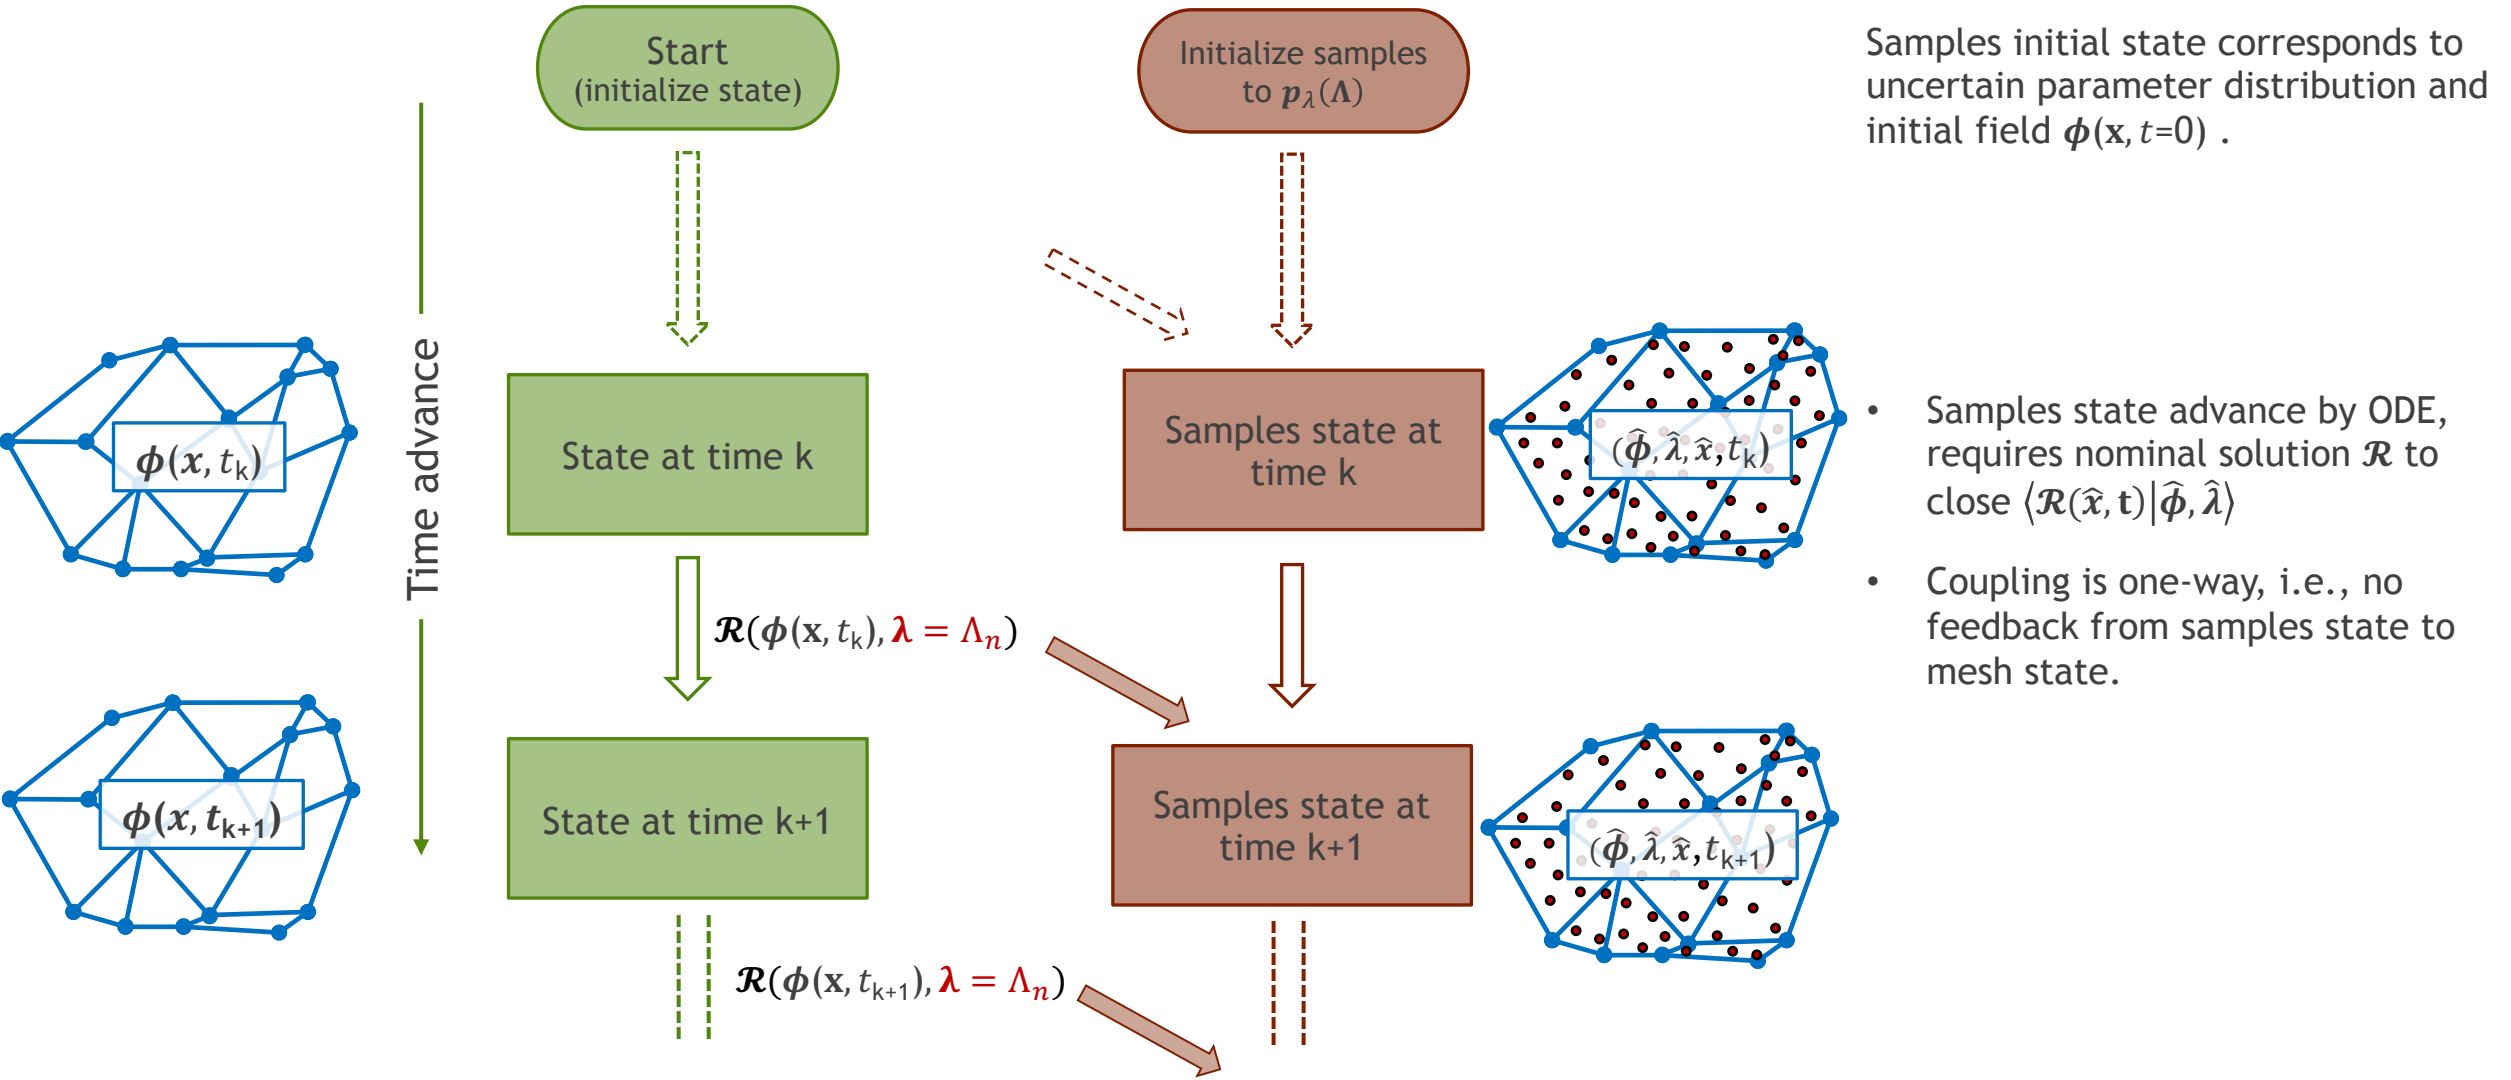 Start
(initialize state)
Initialize samples
to 𝒑_λ(Λ)
Samples initial state corresponds to
uncertain parameter distribution and
initial field ϕ(x, t=0) .
Time advance
ϕ(x, t_k)
State at time k
Samples state at
time k
(ϕ̂, λ̂, x̂, t_k)
• Samples state advance by ODE,
requires nominal solution ℛ to
close ⟨ℛ(x̂, t)|ϕ̂, λ̂⟩
• Coupling is one-way, i.e., no
feedback from samples state to
mesh state.
ℛ(ϕ(x, t_k), λ = Λ_n)
ϕ(x, t_{k+1})
State at time k+1
Samples state at
time k+1
(ϕ̂, λ̂, x̂, t_{k+1})
ℛ(ϕ(x, t_{k+1}), λ = Λ_n)